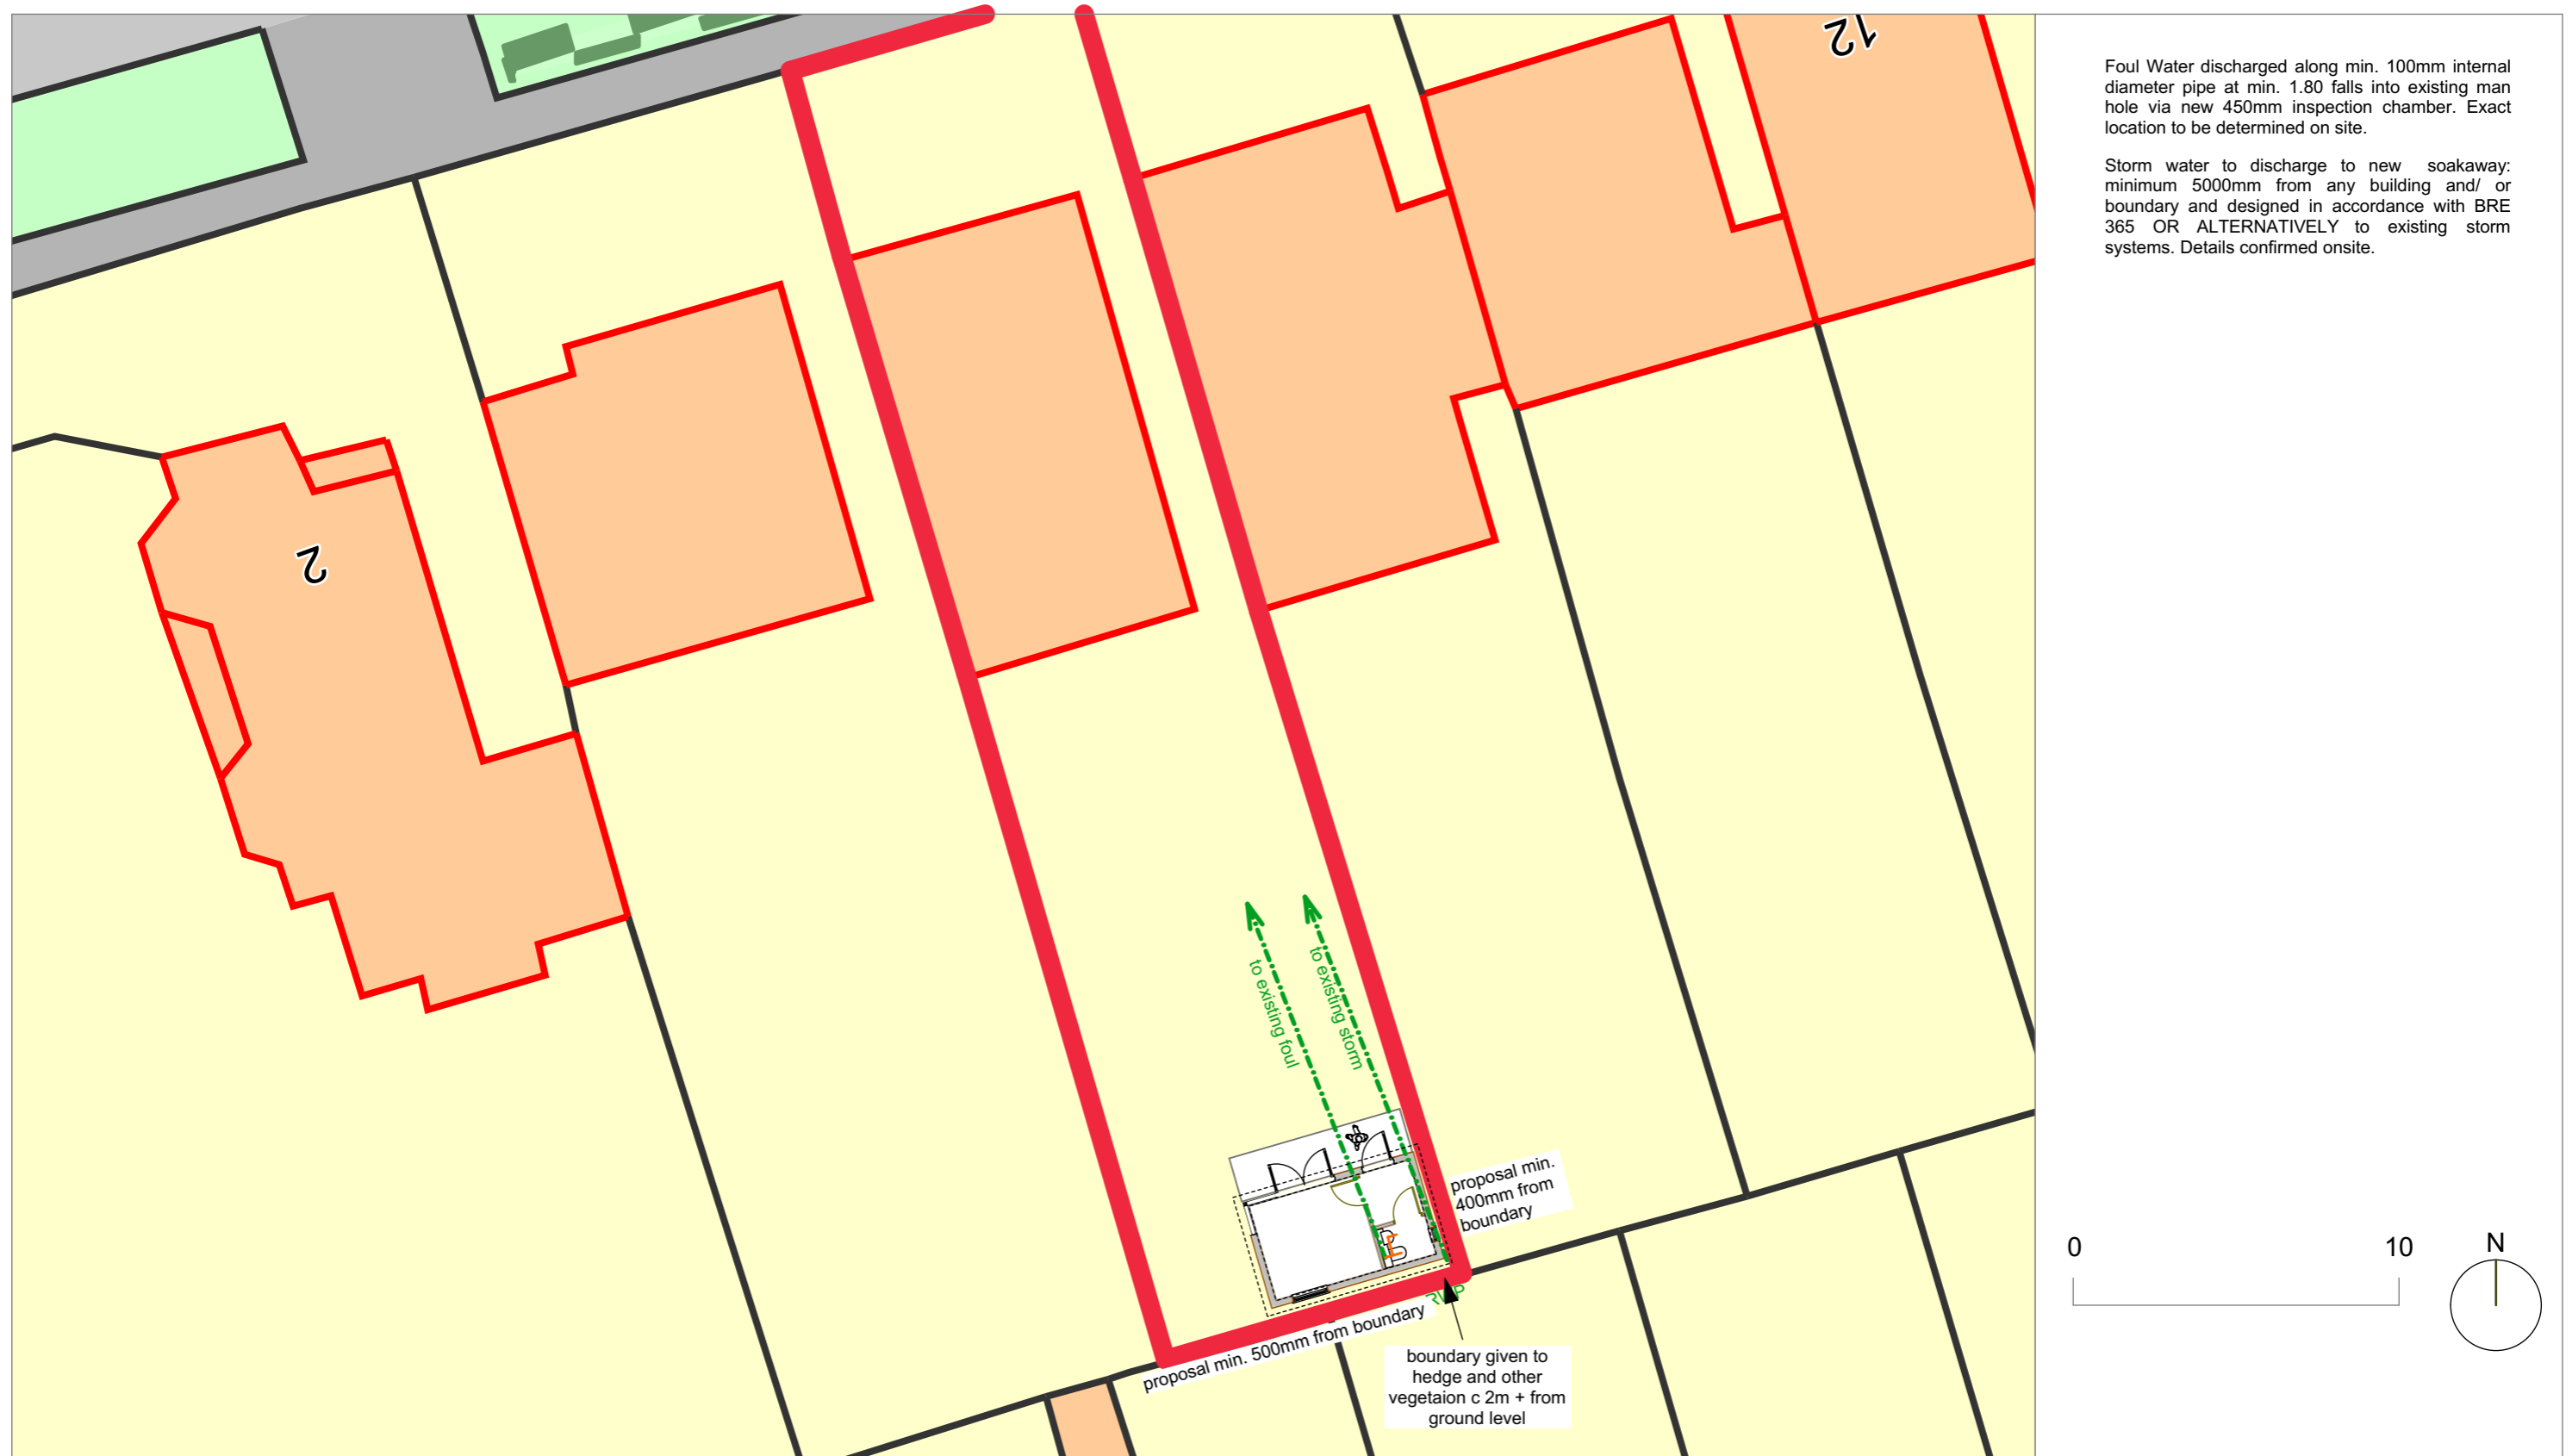 12
Foul Water discharged along min. 100mm internal
diameter pipe at min. 1.80 falls into existing man
hole via new 450mm inspection chamber. Exact
location to be determined on site.
Storm water to discharge to new soakaway:
minimum 5000mm from any building and/ or
boundary and designed in accordance with BRE
365 OR ALTERNATIVELY to existing storm
systems. Details confirmed onsite.
2
to existing foul
to existing storm
proposal min.
400mm from
boundary
proposal min. 500mm from boundary
boundary given to
hedge and other
vegetaion c 2m + from
ground level
0
10
N